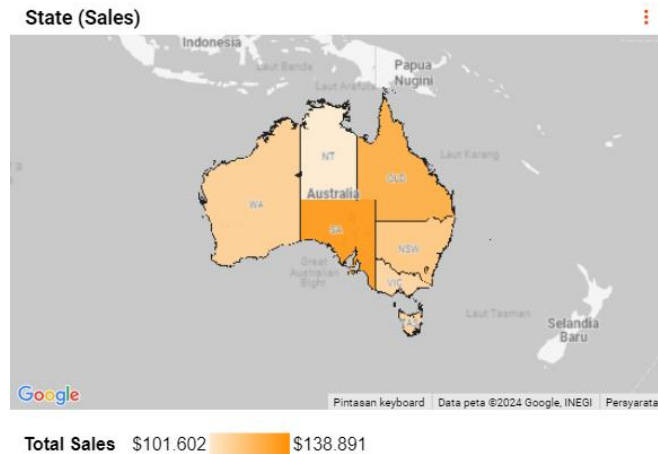 State (Sales)
Indonesia
Laut Banda
Papua
Nugini
Laut Arafura
NT
Laut Karang
QLD
WA
Australia
SA
NSW
Great
Australian
Bight
VIC
TAS
Laut Tasman
Selandia
Baru
Google
Pintasan keyboard
Data peta ©2024 Google, INEGI
Persyarata
Total Sales $101.602 $138.891